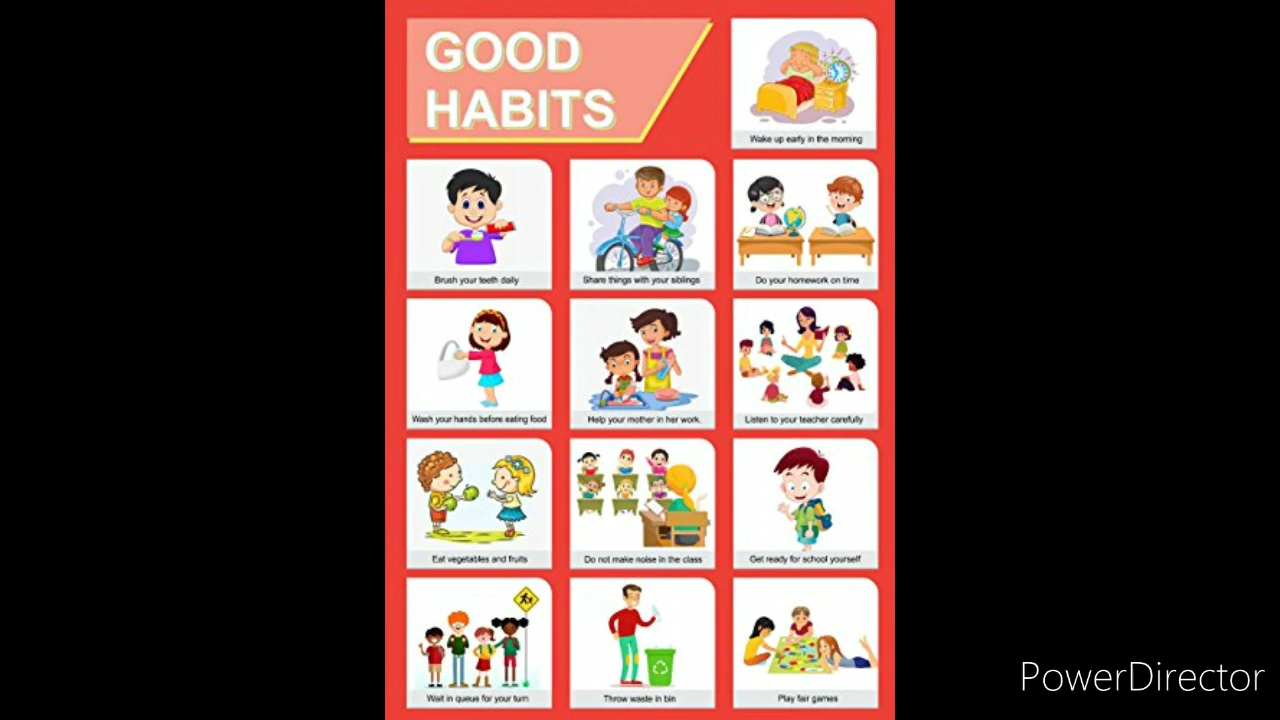 GOOD
HABITS
Wake up early in the morning
Brush your teeth daily
Share things with your siblings
Do your homework on time
Wash your hands before eating food
Help your mother in her work.
Listen to your teacher carefully
Eat vegetables and fruits
Do not make noise in the class
Get ready for school yourself
Wait in queue for your turn
Throw waste in bin
Play fair games
PowerDirector